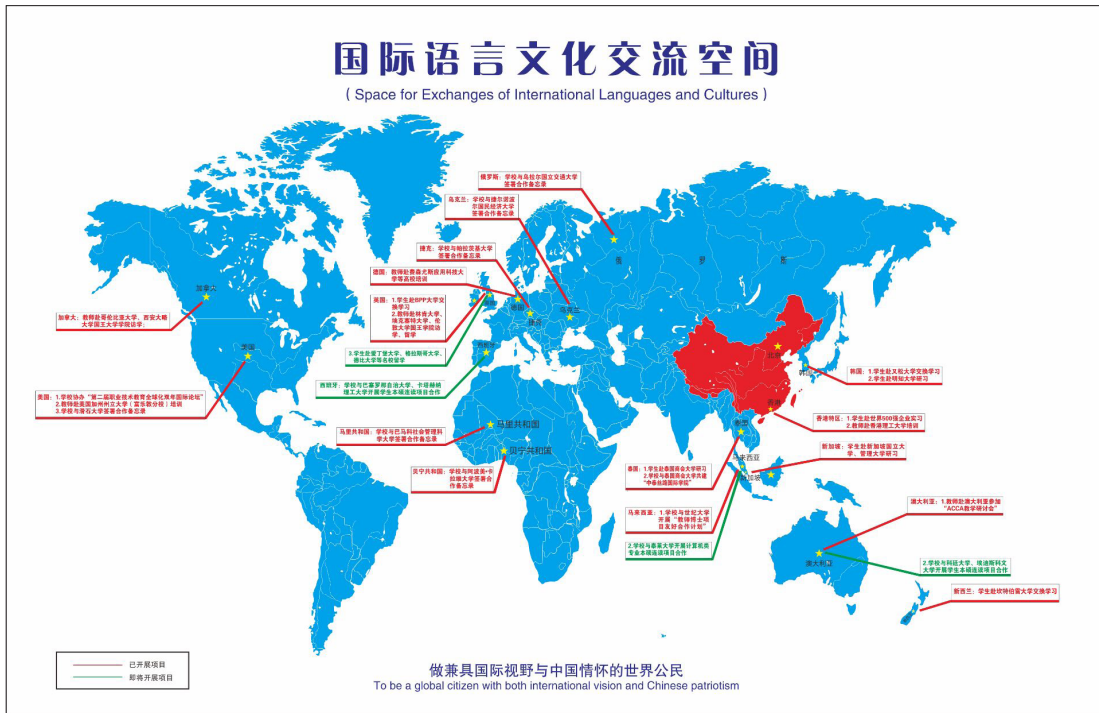 国际语言文化交流空间
( Space for Exchanges of International Languages and Cultures )
俄罗斯：学校与乌拉尔国立交通大学
签署合作备忘录
乌克兰：学校与捷尔诺波
尔国民经济大学
签署合作备忘录
捷克：学校与帕拉茨基大学
签署合作备忘录
德国：教师赴费森尤斯应用科技大
学等高校培训
英国：1.学生赴BPP大学交
换学习
2.教师赴林肯大学、
埃克塞特大学、伦
敦大学国王学院访
学、留学
3.学生赴爱丁堡大学、格拉斯哥大学、
德比大学等名校留学
西班牙：学校与巴塞罗那自治大学、卡塔赫纳
理工大学开展学生本硕连读项目合作
加拿大
加拿大：教师赴哥伦比亚大学、西安大略
大学国王大学学院访学；
美国
美国：1.学校协办“第二届职业技术教育全球化双年国际论坛”
2.教师赴美国加州州立大学（富乐敦分校）培训
3.学校与滑石大学签署合作备忘录
德国
捷克
乌克兰
西班牙
俄
罗
斯
北京
韩国
韩国：1.学生赴又松大学交换学习
2.学生赴明知大学研习
香港
香港特区：1.学生赴世界500强企业实习
2.教师赴香港理工大学培训
马里共和国
马里共和国：学校与巴马科社会管理科
学大学签署合作备忘录
贝宁共和国
贝宁共和国：学校与阿波美•卡
拉维大学签署合
作备忘录
泰国
新加坡：学生赴新加坡国立大
学、管理大学研习
马来西亚
新加坡
泰国：1.学生赴泰国商会大学研习
2.学校与泰国商会大学共建
“中泰丝路国际学院”
马来西亚：1.学校与世纪大学
开展“教师博士项
目友好合作计划”
2.学校与泰莱大学开展计算机类
专业本硕连读项目合作
澳大利亚：1.教师赴澳大利亚参加
“ACCA教学研讨会”
澳大利亚
2.学校与科廷大学、埃迪斯科文
大学开展学生本硕连读项目合作
新西兰：学生赴坎特伯雷大学交换学习
已开展项目
即将开展项目
做兼具国际视野与中国情怀的世界公民
To be a global citizen with both international vision and Chinese patriotism